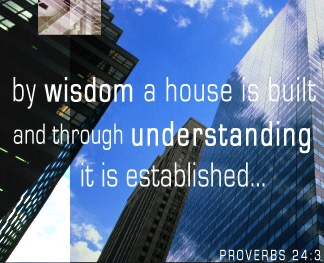 by wisdom a house is built
and through understanding
it is established...
PROVERBS 24:3